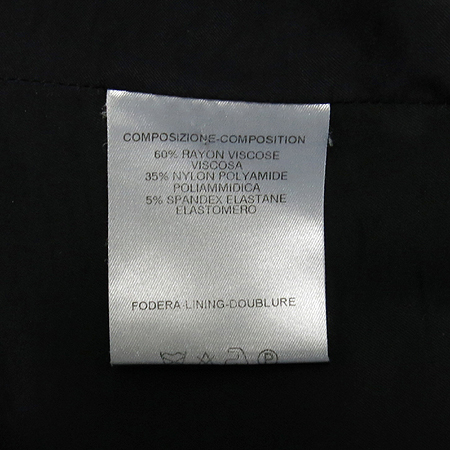 COMPOSIZIONE-COMPOSITION
60% RAYON VISCOSE
VISCOSA
35% NYLON POLYAMIDE
POLIAMMIDICA
5% SPANDEX ELASTANE
ELASTOMERO
FODERA-LINING-DOUBLURE
P